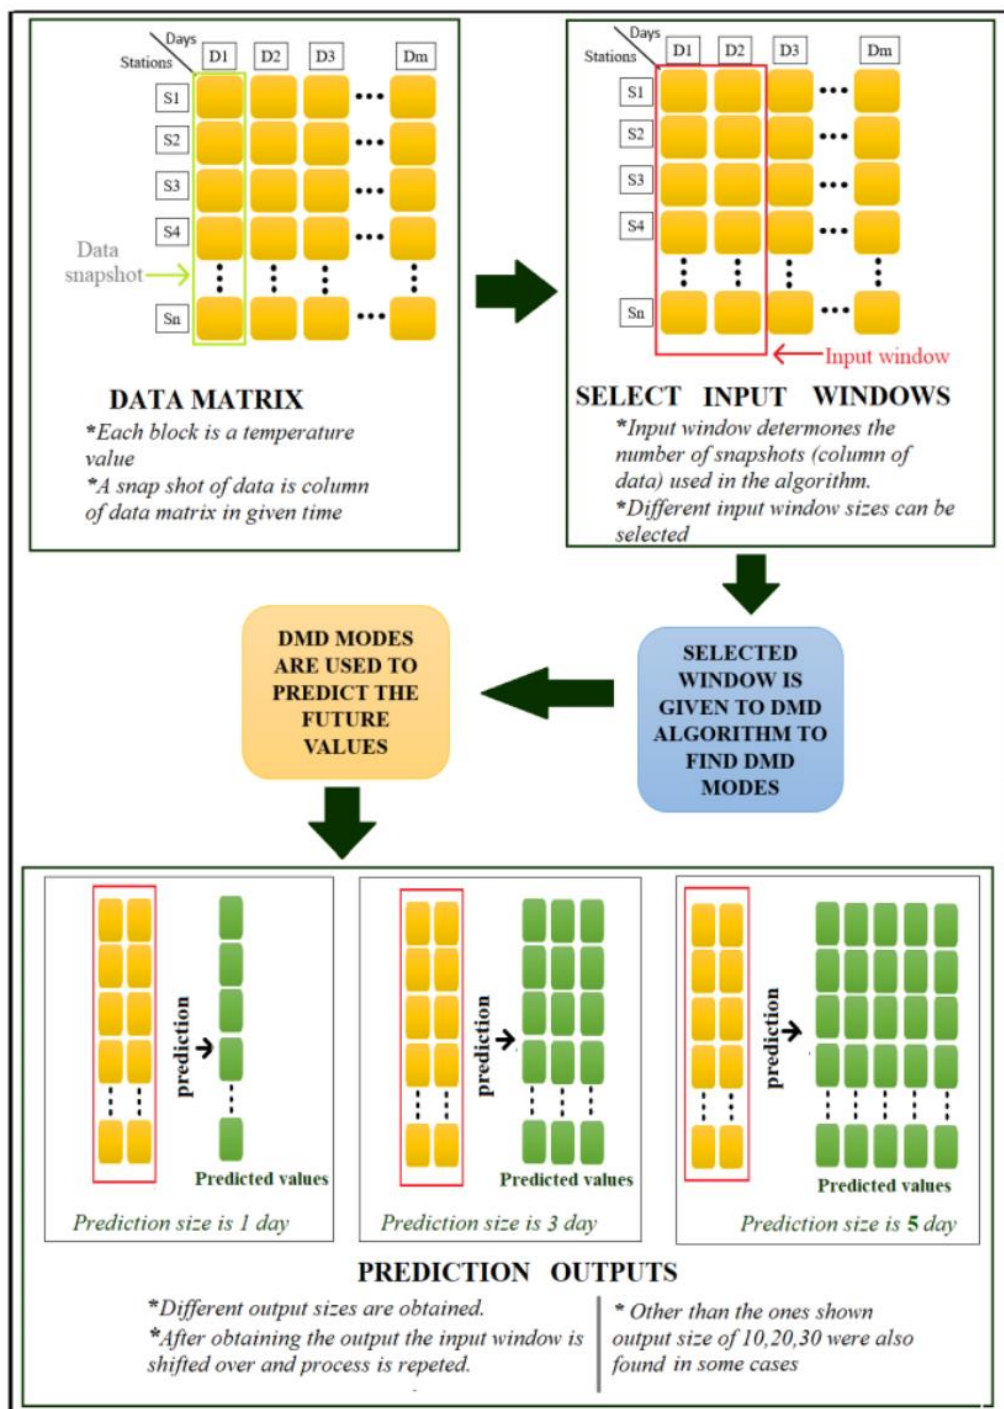 Days
Stations
D1 D2 D3 Dm
S1
S2
S3
S4
Data
snapshot
Sn
DATA MATRIX
*Each block is a temperature
value
*A snap shot of data is column
of data matrix in given time
Days
Stations
D1 D2 D3 Dm
S1
S2
S3
S4
Sn
Input window
SELECT INPUT WINDOWS
*Input window determones the
number of snapshots (column of
data) used in the algorithm.
*Different input window sizes can be
selected
SELECTED
WINDOW IS
GIVEN TO DMD
ALGORITHM TO
FIND DMD
MODES
DMD MODES
ARE USED TO
PREDICT THE
FUTURE
VALUES
prediction
Predicted values
Prediction size is 1 day
prediction
Predicted values
Prediction size is 3 day
prediction
Predicted values
Prediction size is 5 day
PREDICTION OUTPUTS
*Different output sizes are obtained.
*After obtaining the output the input window is
shifted over and process is repeted.
* Other than the ones shown
output size of 10,20,30 were also
found in some cases